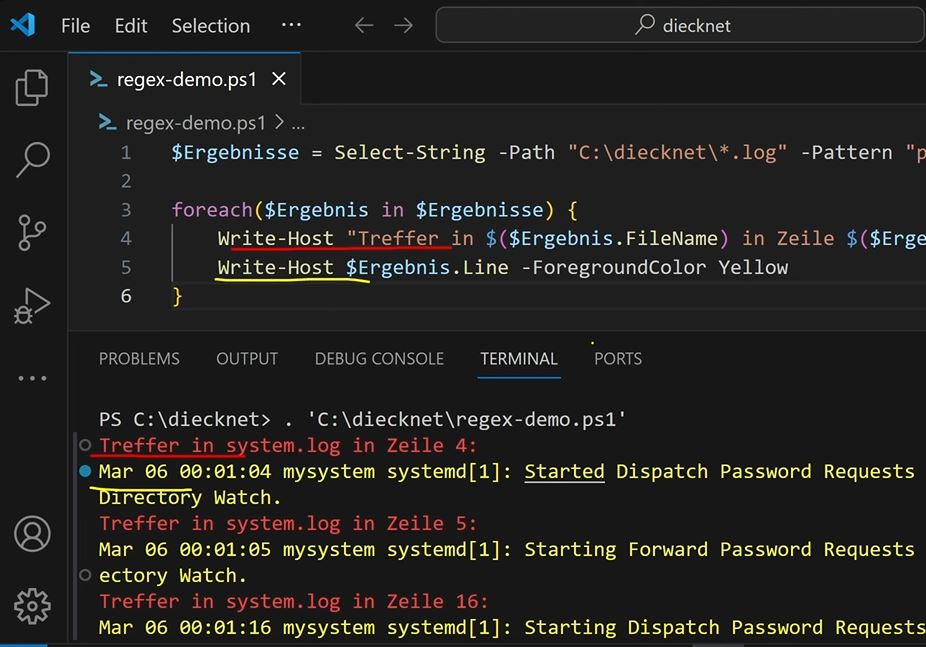 File Edit Selection ... diecknet
regex-demo.ps1
regex-demo.ps1 > ...
1 $Ergebnisse = Select-String -Path "C:\diecknet\*.log" -Pattern "p
2
3 foreach($Ergebnis in $Ergebnisse) {
4 Write-Host "Treffer in $($Ergebnis.FileName) in Zeile $($Erge
5 Write-Host $Ergebnis.Line -ForegroundColor Yellow
6 }
PROBLEMS OUTPUT DEBUG CONSOLE TERMINAL PORTS
PS C:\diecknet> . 'C:\diecknet\regex-demo.ps1'
Treffer in system.log in Zeile 4:
Mar 06 00:01:04 mysystem systemd[1]: Started Dispatch Password Requests
Directory Watch.
Treffer in system.log in Zeile 5:
Mar 06 00:01:05 mysystem systemd[1]: Starting Forward Password Requests
ectory Watch.
Treffer in system.log in Zeile 16:
Mar 06 00:01:16 mysystem systemd[1]: Starting Dispatch Password Requests